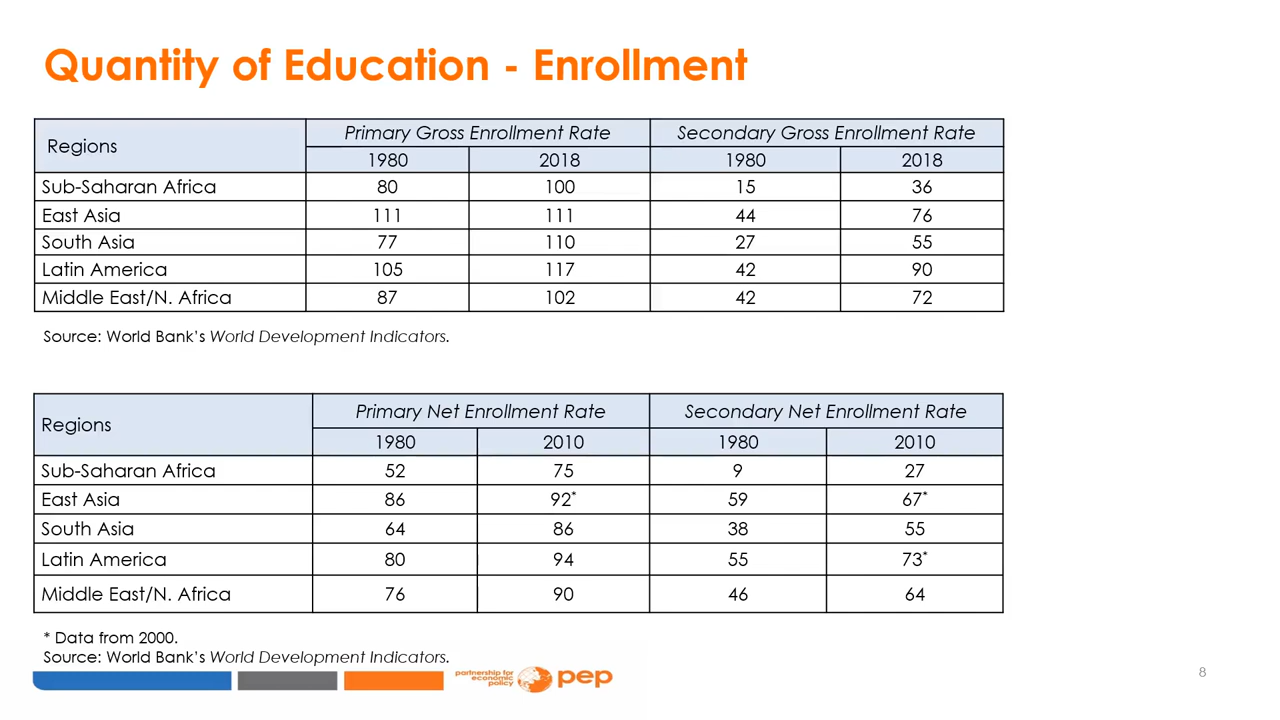 Quantity of Education - Enrollment
Regions Primary Gross Enrollment Rate Secondary Gross Enrollment Rate
1980 2018 1980 2018
Sub-Saharan Africa 80 100 15 36
East Asia 111 111 44 76
South Asia 77 110 27 55
Latin America 105 117 42 90
Middle East/N. Africa 87 102 42 72
Source: World Bank’s World Development Indicators.
Regions Primary Net Enrollment Rate Secondary Net Enrollment Rate
1980 2010 1980 2010
Sub-Saharan Africa 52 75 9 27
East Asia 86 92* 59 67*
South Asia 64 86 38 55
Latin America 80 94 55 73*
Middle East/N. Africa 76 90 46 64
* Data from 2000.
Source: World Bank’s World Development Indicators.
partnership for
economic
policy
pep
8